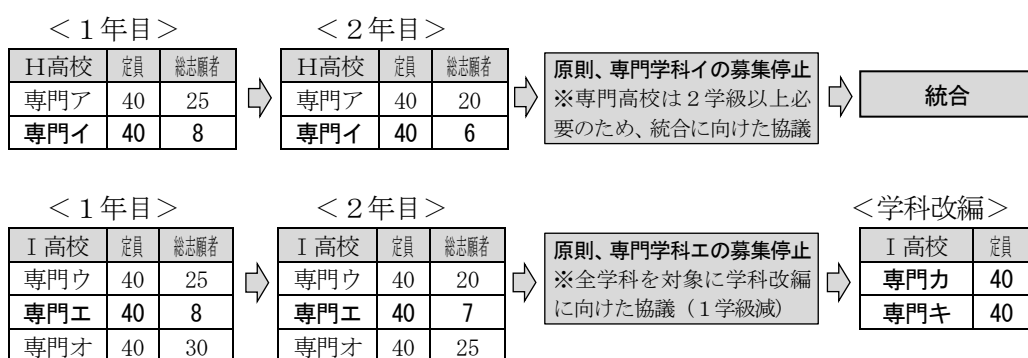 ＜１年目＞ ＜２年目＞
Ｈ高校 定員 総志願者 Ｈ高校 定員 総志願者
専門ア 40 25 専門ア 40 20
専門イ 40 8 専門イ 40 6
原則、専門学科イの募集停止
※専門高校は２学級以上必
要のため、統合に向けた協議
統合
＜１年目＞ ＜２年目＞ ＜学科改編＞
Ｉ高校 定員 総志願者 Ｉ高校 定員 総志願者
専門ウ 40 25 専門ウ 40 20
専門エ 40 8 専門エ 40 7
専門オ 40 30 専門オ 40 25
原則、専門学科エの募集停止
※全学科を対象に学科改編
に向けた協議（１学級減）
Ｉ高校 定員
専門カ 40
専門キ 40